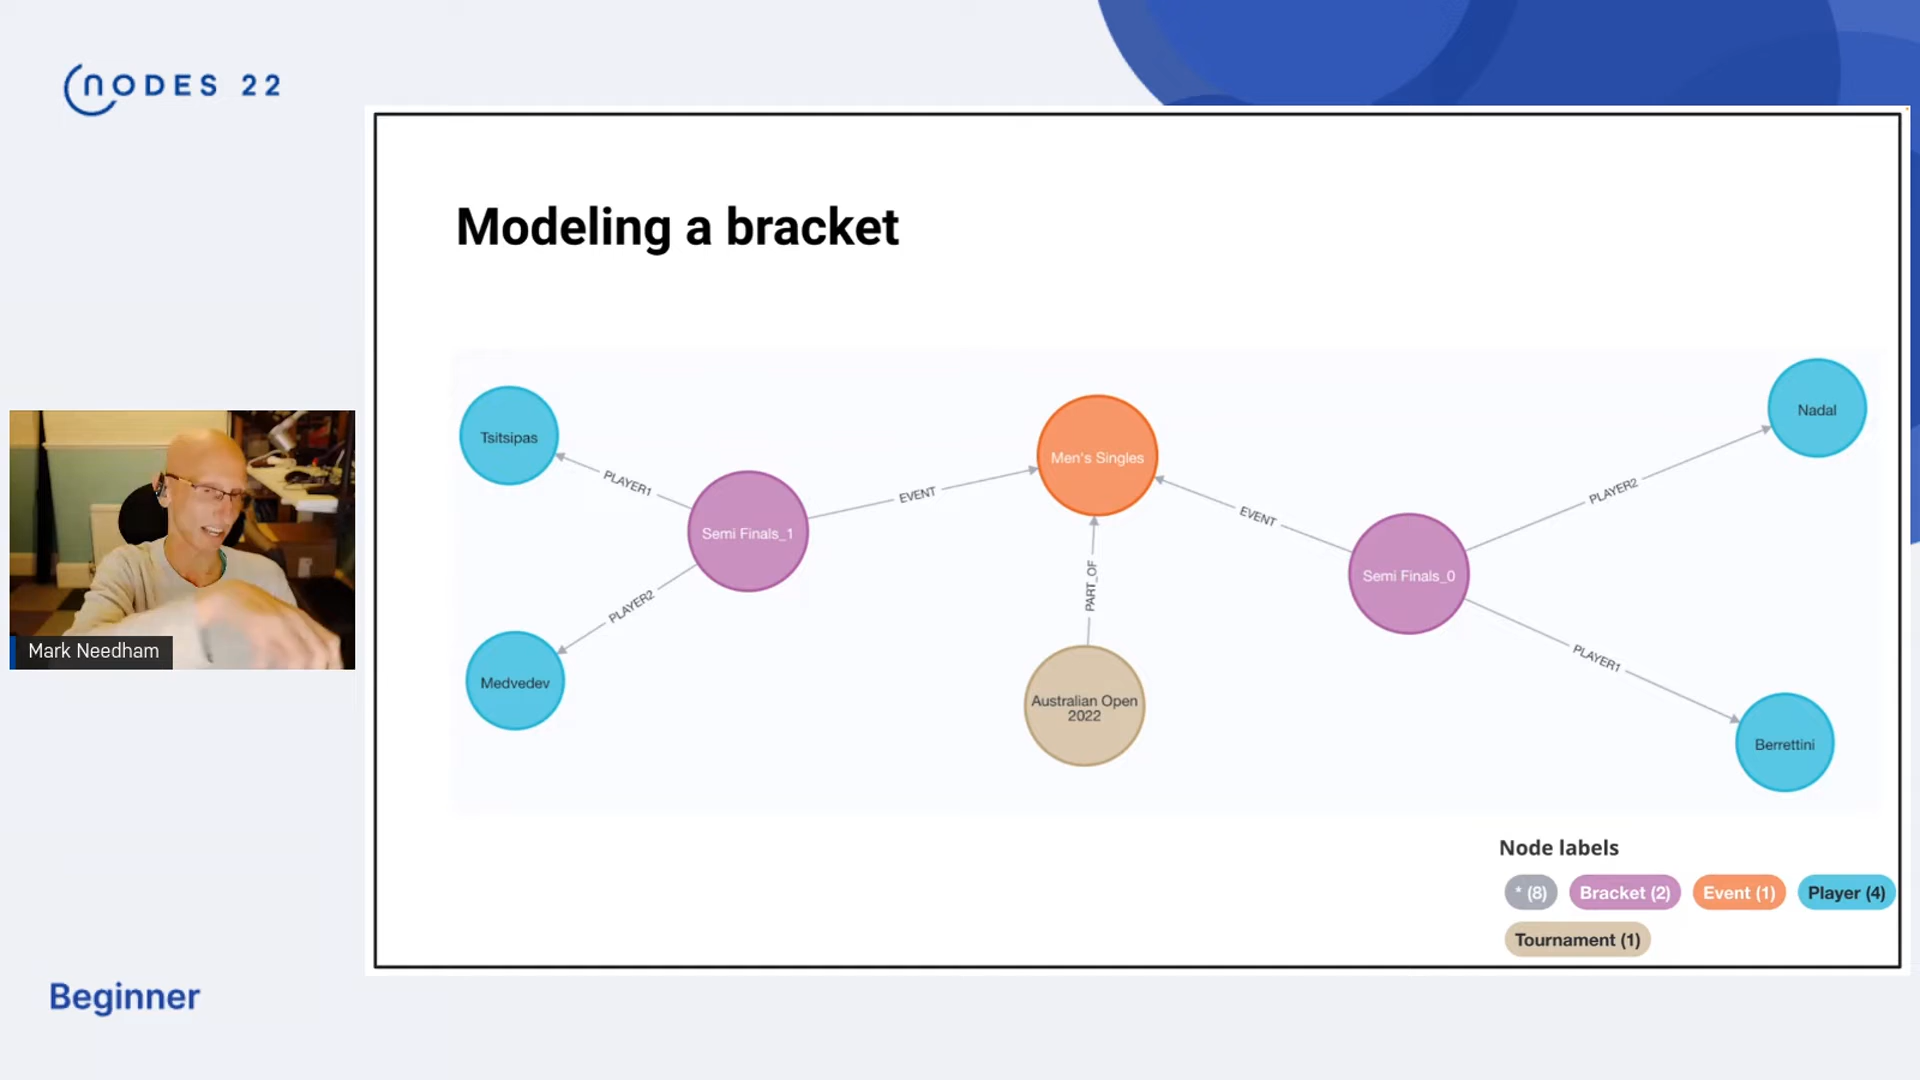 NODES 22
Modeling a bracket
Tsitsipas
PLAYER1
Semi Finals_1
PLAYER2
Medvedev
EVENT
Men's Singles
PART_OF
Australian Open
2022
EVENT
Semi Finals_0
PLAYER2
Nadal
PLAYER1
Berrettini
Mark Needham
Node labels
* (8) Bracket (2) Event (1) Player (4)
Tournament (1)
Beginner